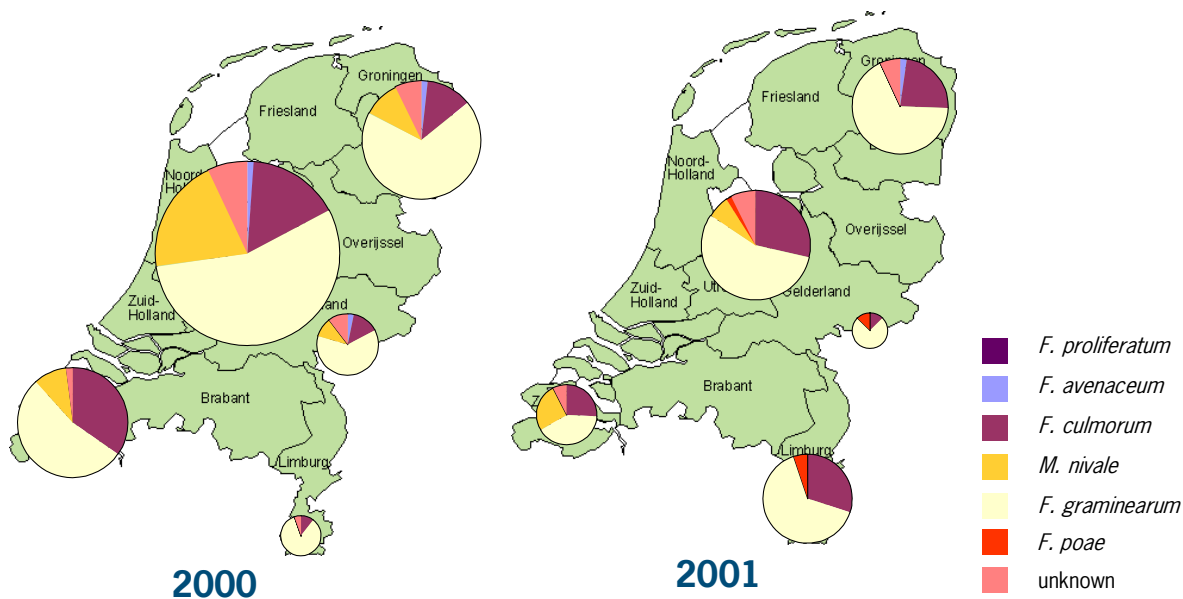 Groningen
Friesland
Noord-
Overijssel
Zuid-
Holland
Brabant
Limburg
2000
Groningen
Friesland
Noord-
Holland
Overijssel
Zuid-
Holland
Gelderland
Brabant
Limburg
2001
F. proliferatum
F. avenaceum
F. culmorum
M. nivale
F. graminearum
F. poae
unknown